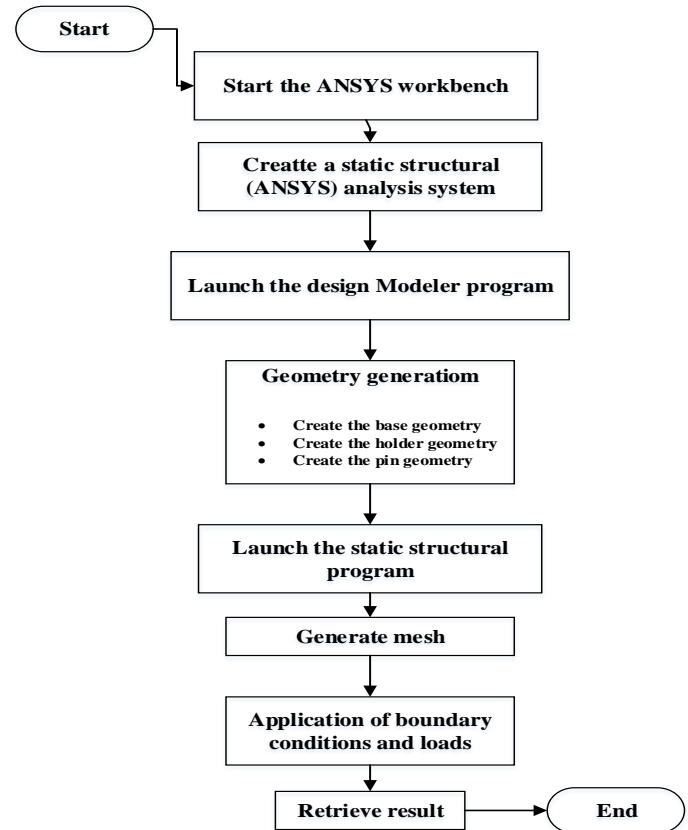 Start
Start the ANSYS workbench
Creatte a static structural
(ANSYS) analysis system
Launch the design Modeler program
Geometry generatiom
• Create the base geometry
• Create the holder geometry
• Create the pin geometry
Launch the static structural
program
Generate mesh
Application of boundary
conditions and loads
Retrieve result
End